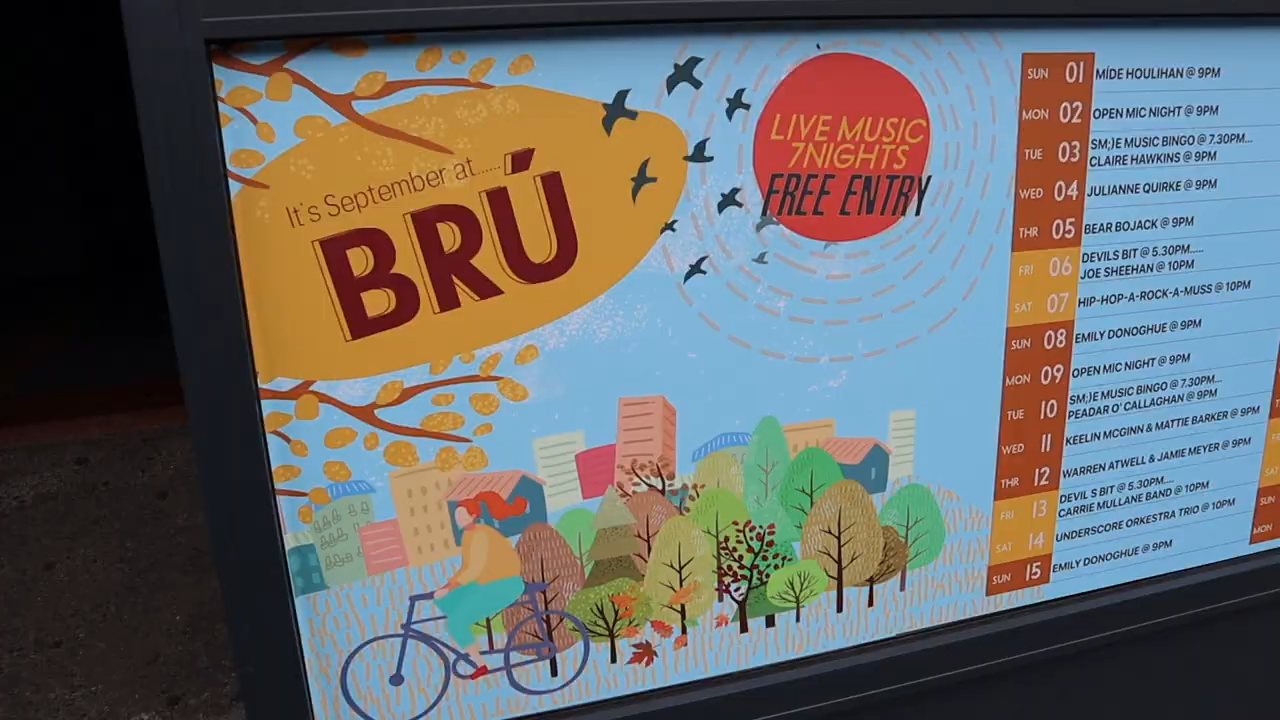 It's September at......
BRÚ
LIVE MUSIC
7NIGHTS
FREE ENTRY
SUN 01 MÍDE HOULIHAN @ 9PM
MON 02 OPEN MIC NIGHT @ 9PM
TUE 03 SM;)E MUSIC BINGO @ 7.30PM...
CLAIRE HAWKINS @ 9PM
WED 04 JULIANNE QUIRKE @ 9PM
THR 05 BEAR BOJACK @ 9PM
FRI 06 DEVILS BIT @ 5.30PM.....
JOE SHEEHAN @ 10PM
SAT 07 HIP-HOP-A-ROCK-A-MUSS @ 10PM
SUN 08 EMILY DONOGHUE @ 9PM
MON 09 OPEN MIC NIGHT @ 9PM
TUE 10 SM;)E MUSIC BINGO @ 7.30PM...
PEADAR O' CALLAGHAN @ 9PM
WED 11 KEELIN MCGINN & MATTIE BARKER @ 9PM
THR 12 WARREN ATWELL & JAMIE MEYER @ 9PM
FRI 13 DEVIL S BIT @ 5.30PM....
CARRIE MULLANE BAND @ 10PM
SAT 14 UNDERSCORE ORKESTRA TRIO @ 10PM
SUN 15 EMILY DONOGHUE @ 9PM
SUN
MON